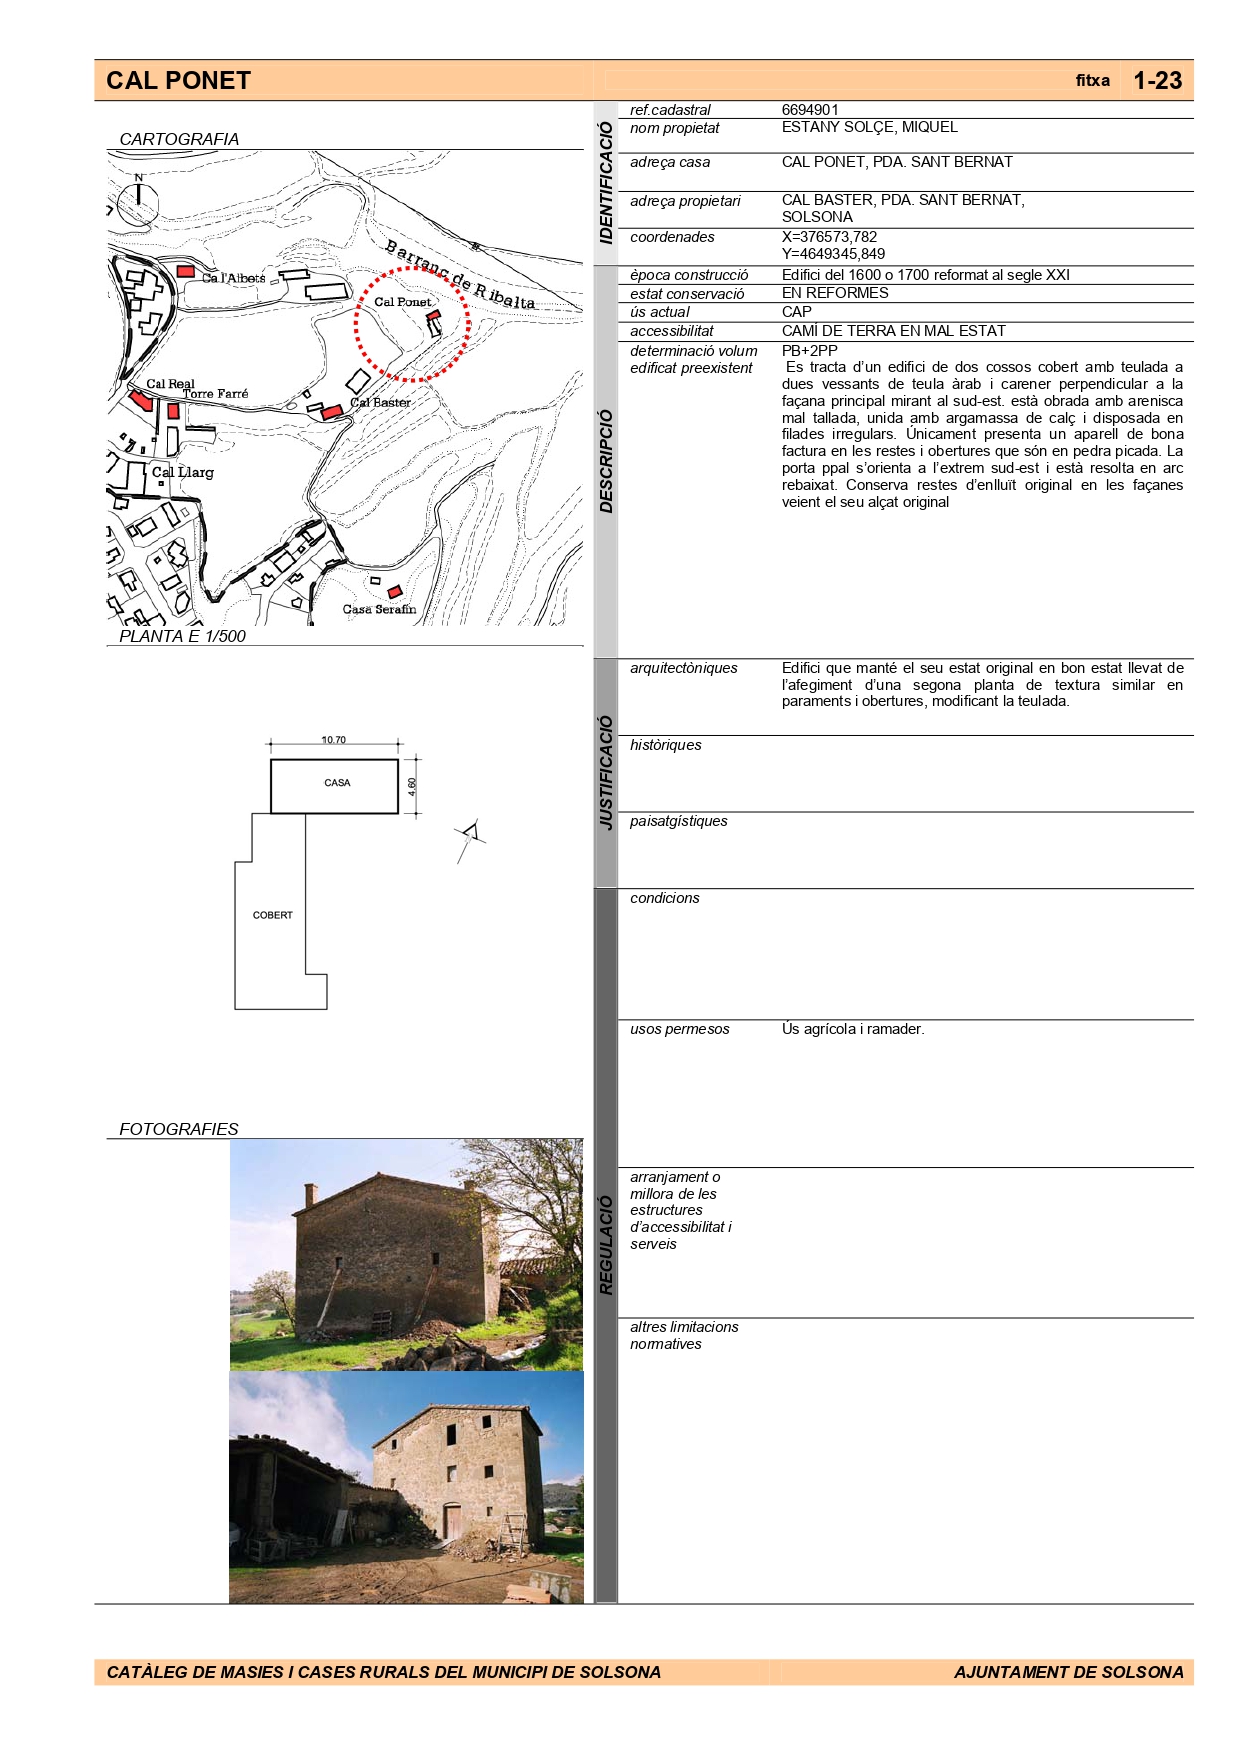 CAL PONET
fitxa 1-23
CARTOGRAFIA
N
Barranc de Ribalta
Ca l'Albets
Cal Ponet
Cal Real
Torre Farré
Cal Baster
Cal Llarg
Casa Serafín
PLANTA E 1/500
10.70
CASA
4.60
COBERT
FOTOGRAFIES
IDENTIFICACIÓ
ref.cadastral 6694901
nom propietat ESTANY SOLÇE, MIQUEL
adreça casa CAL PONET, PDA. SANT BERNAT
adreça propietari CAL BASTER, PDA. SANT BERNAT,
SOLSONA
coordenades X=376573,782
Y=4649345,849
DESCRIPCIÓ
època construcció Edifici del 1600 o 1700 reformat al segle XXI
estat conservació EN REFORMES
ús actual CAP
accessibilitat CAMÍ DE TERRA EN MAL ESTAT
determinació volum PB+2PP
edificat preexistent Es tracta d'un edifici de dos cossos cobert amb teulada a
dues vessants de teula àrab i carener perpendicular a la
façana principal mirant al sud-est. està obrada amb arenisca
mal tallada, unida amb argamassa de calç i disposada en
filades irregulars. Únicament presenta un aparell de bona
factura en les restes i obertures que són en pedra picada. La
porta ppal s'orienta a l'extrem sud-est i està resolta en arc
rebaixat. Conserva restes d'enlluït original en les façanes
veient el seu alçat original
JUSTIFICACIÓ
arquitectòniques Edifici que manté el seu estat original en bon estat llevat de
l'afegiment d'una segona planta de textura similar en
paraments i obertures, modificant la teulada.
històriques
paisatgístiques
REGULACIÓ
condicions
usos permesos Ús agrícola i ramader.
arranjament o
millora de les
estructures
d'accessibilitat i
serveis
altres limitacions
normatives
CATÀLEG DE MASIES I CASES RURALS DEL MUNICIPI DE SOLSONA AJUNTAMENT DE SOLSONA